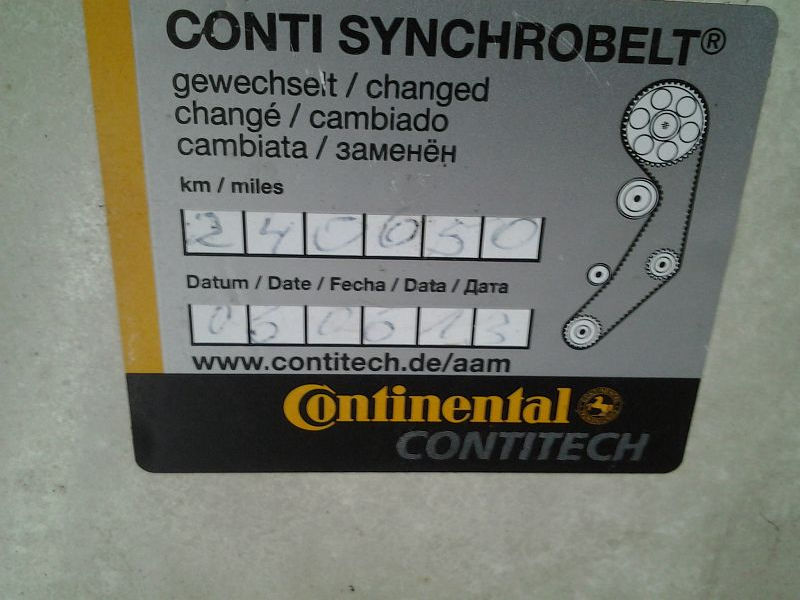 CONTI SYNCHROBELT®
gewechselt / changed
changé / cambiado
cambiata / заменён
km / miles
240050
Datum / Date / Fecha / Data / Дата
050613
www.contitech.de/aam
Continental
CONTITECH